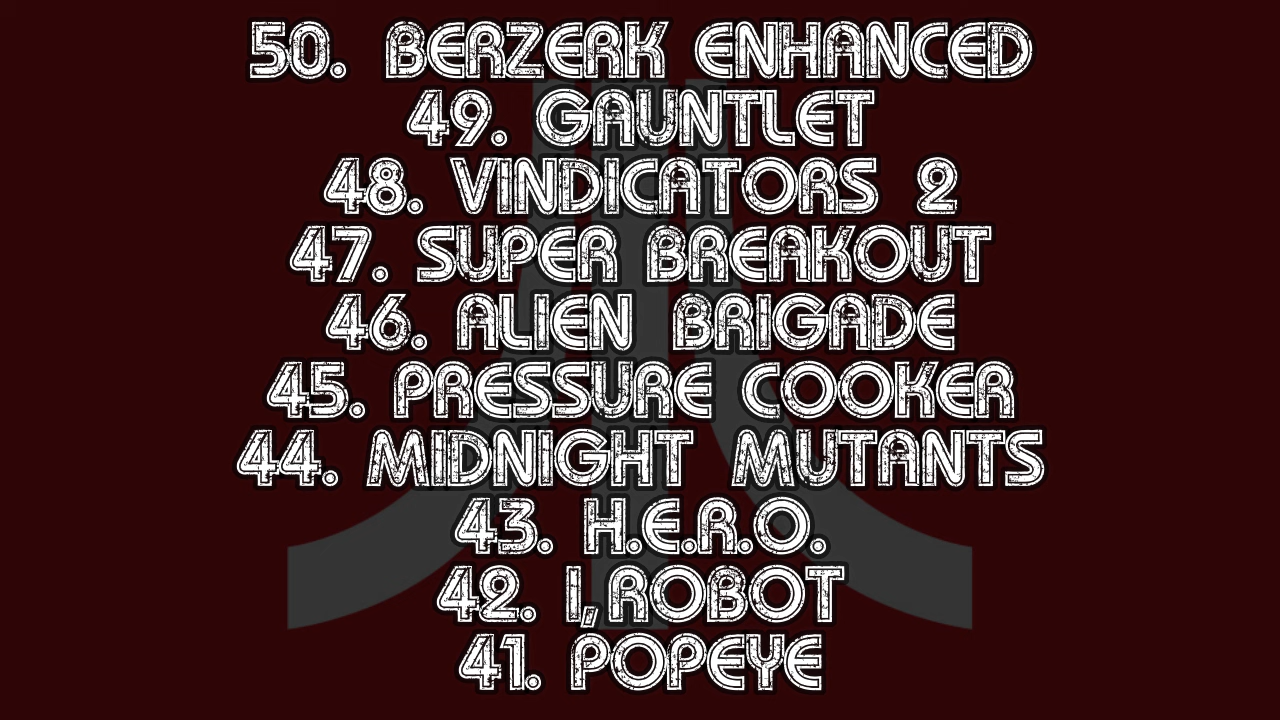 50. BERZERK ENHANCED
49. GAUNTLET
48. VINDICATORS 2
47. SUPER BREAKOUT
46. ALIEN BRIGADE
45. PRESSURE COOKER
44. MIDNIGHT MUTANTS
43. H.E.R.O.
42. I, ROBOT
41. POPEYE